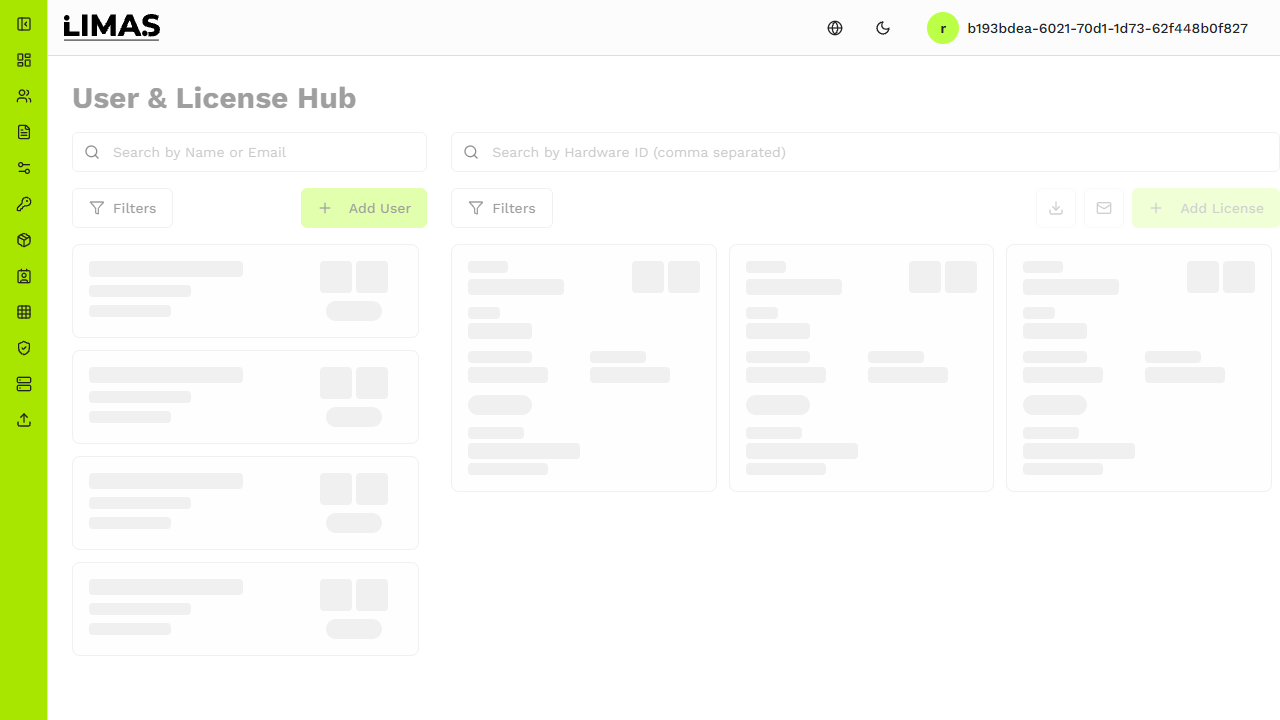 LIMAS
r
b193bdea-6021-70d1-1d73-62f448b0f827
User & License Hub
Search by Name or Email
Search by Hardware ID (comma separated)
Filters
Add User
Filters
Add License